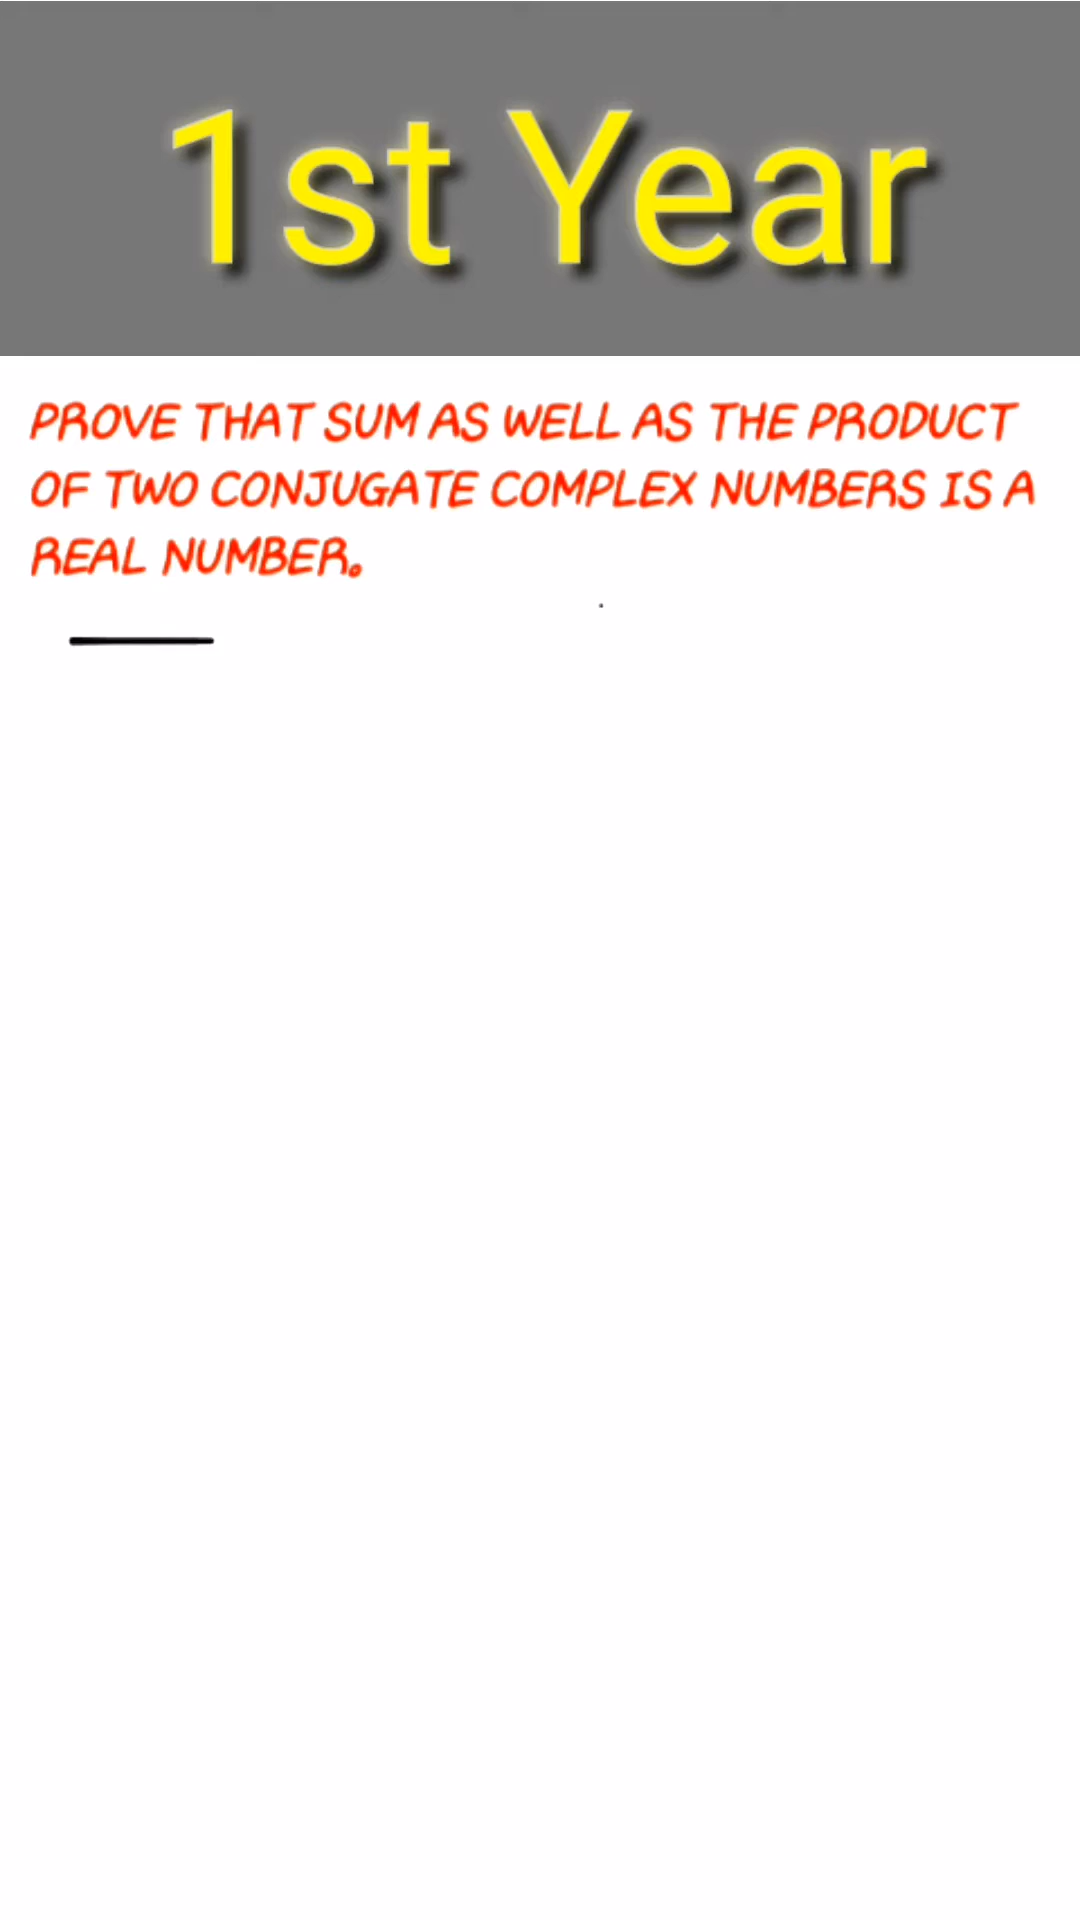 1st Year
PROVE THAT SUM AS WELL AS THE PRODUCT
OF TWO CONJUGATE COMPLEX NUMBERS IS A
REAL NUMBER.